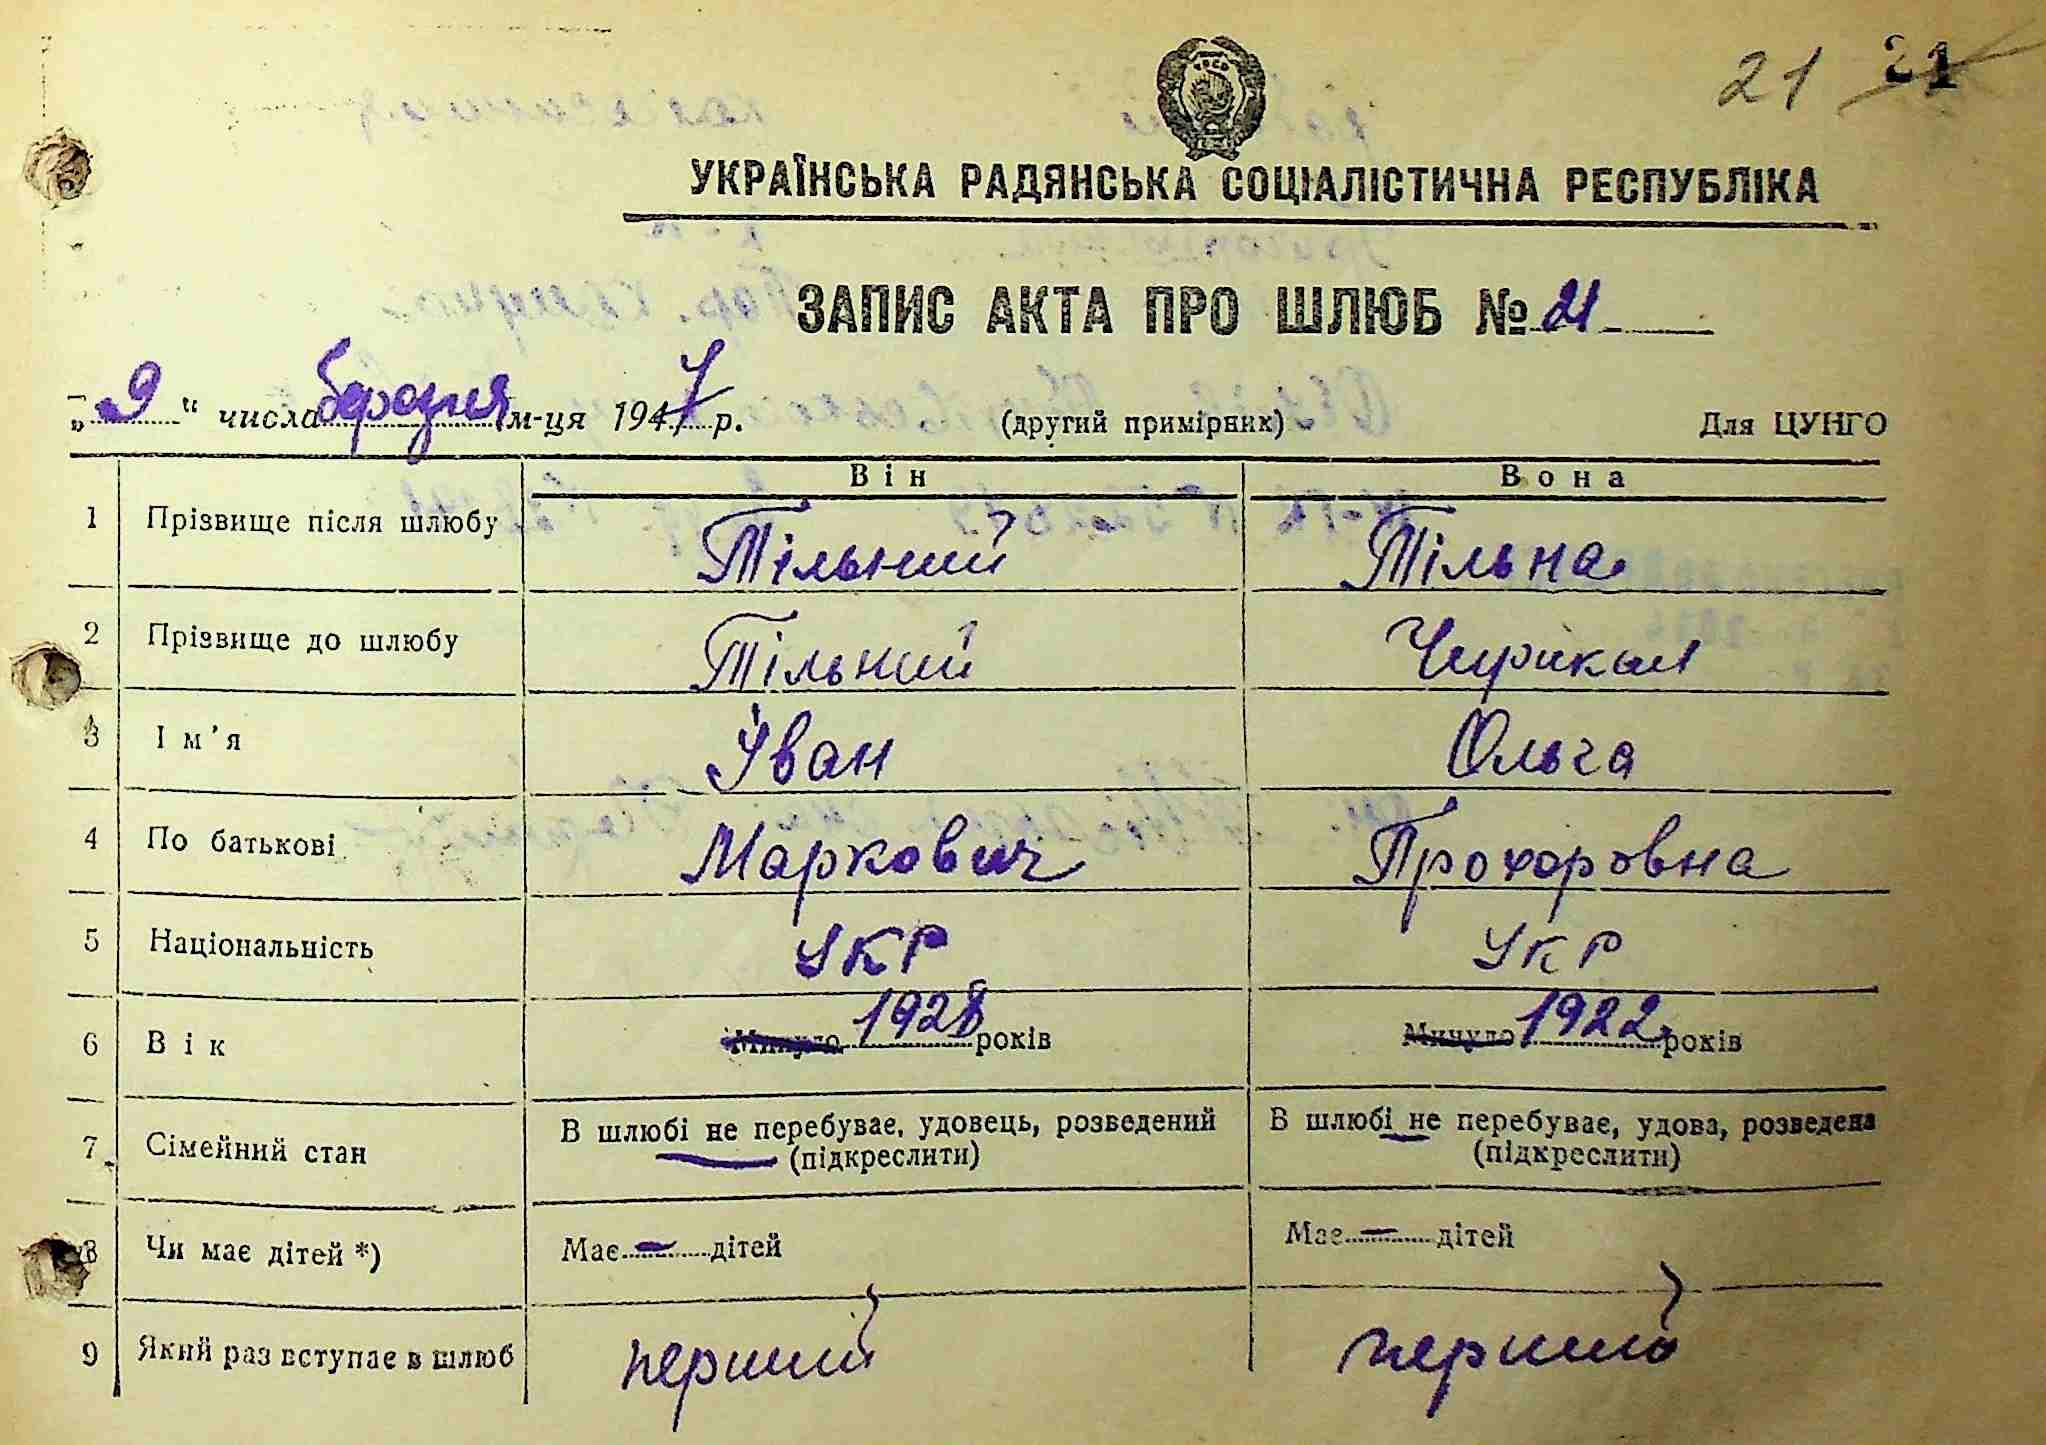 21 21
УКРАЇНСЬКА РАДЯНСЬКА СОЦІАЛІСТИЧНА РЕСПУБЛІКА
ЗАПИС АКТА ПРО ШЛЮБ № 21
„9“ числа березня м-ця 1947 р. (другий примірник) Для ЦУНГО
Він Вона
1 Прізвище після шлюбу Тільний Тільна
2 Прізвище до шлюбу Тільний Чирикал
3 Ім’я Іван Ольга
4 По батькові Маркович Прохоровна
5 Національність УКР УКР
6 Вік Минуло 1928 років Минуло 1922 років
7 Сімейний стан В шлюбі не перебуває, удовець, розведений В шлюбі не перебуває, удова, розведена
(підкреслити) (підкреслити)
8 Чи має дітей *) Має — дітей Має — дітей
9 Який раз вступає в шлюб перший перший